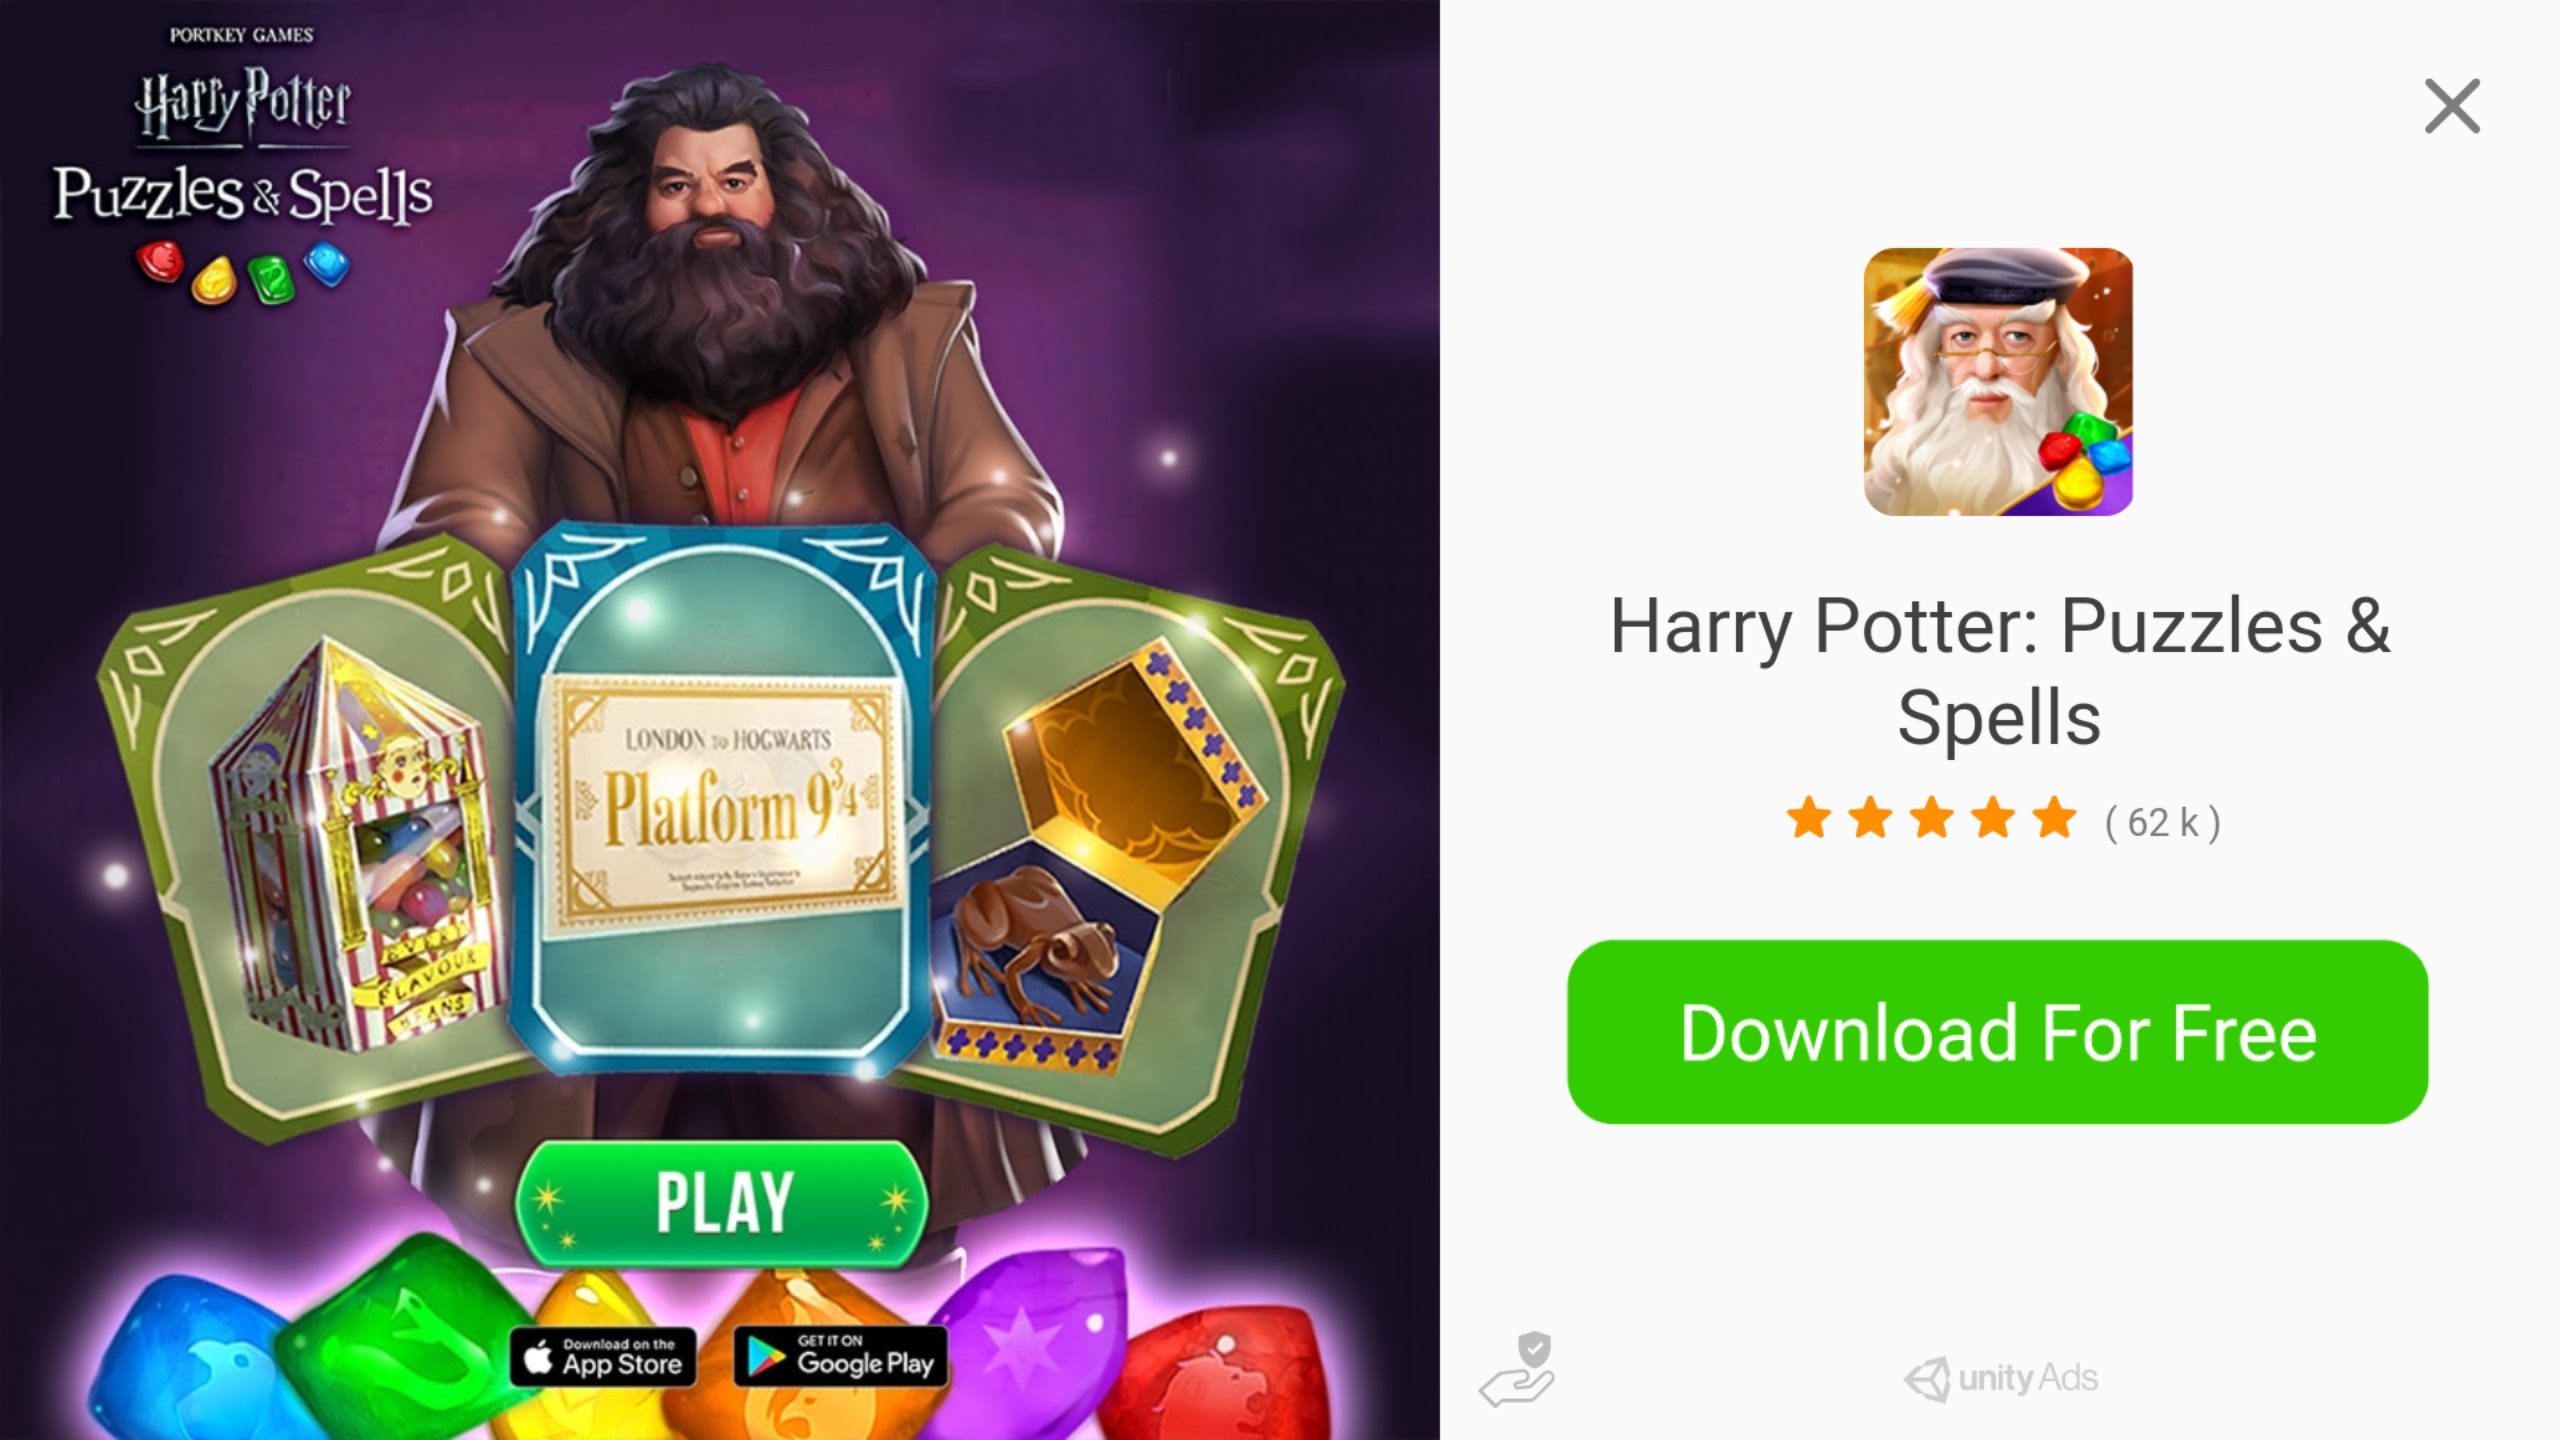 PORTKEY GAMES
Harry Potter
Puzzles & Spells
LONDON TO HOGWARTS
Platform 9¾
FLAVOUR
BEANS
PLAY
Download on the
App Store
GET IT ON
Google Play
Harry Potter: Puzzles &
Spells
( 62 k )
Download For Free
unity Ads